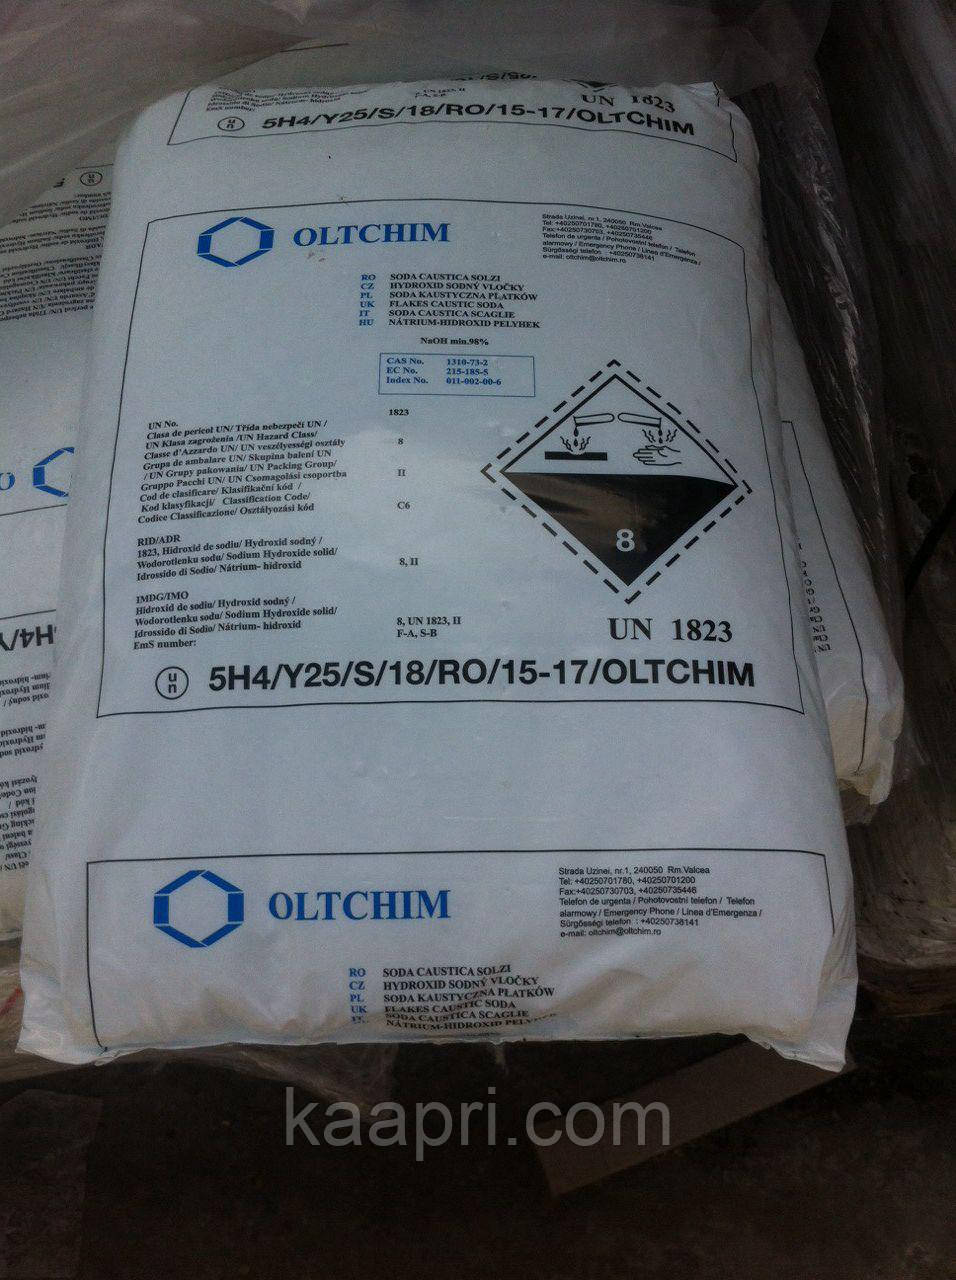 UN 1823
5H4/Y25/S/18/RO/15-17/OLTCHIM
OLTCHIM
Strada Uzinei, nr.1, 240050 Rm.Valcea
Tel: +40250701780, +40250701200
Fax:+40250730703, +40250735446
Telefon de urgenta / Pohotovostní telefon / Telefon
alarmowy / Emergency Phone / Linea d'Emergenza /
Sürgősségi telefon : +40250738141
e-mail: oltchim@oltchim.ro
RO SODA CAUSTICA SOLZI
CZ HYDROXID SODNÝ VLOČKY
PL SODA KAUSTYCZNA PŁATKÓW
UK FLAKES CAUSTIC SODA
IT SODA CAUSTICA SCAGLIE
HU NÁTRIUM-HIDROXID PELYHEK
NaOH min.98%
CAS No. 1310-73-2
EC No. 215-185-5
Index No. 011-002-00-6
UN No. 1823
Clasa de pericol UN/ Třída nebezpečí UN /
UN Klasa zagrożenia /UN Hazard Class/
Classe d'Azzardo UN/ UN veszélyességi osztály 8
Grupa de ambalare UN/ Skupina balení UN
/ UN Grupy pakowania/ UN Packing Group/
Gruppo Pacchi UN/ UN Csomagolási csoportba II
Cod de clasificare/ Klasifikační kód /
Kod klasyfikacji/ Classification Code/
Codice Classificazione/ Osztályozási kód C6
RID/ADR
1823, Hidroxid de sodiu/ Hydroxid sodný /
Wodorotlenku sodu/ Sodium Hydroxide solid/
Idrossido di Sodio/ Nátrium- hidroxid 8, II
IMDG/IMO
Hidroxid de sodiu/ Hydroxid sodný /
Wodorotlenku sodu/ Sodium Hydroxide solid/
Idrossido di Sodio/ Nátrium- hidroxid 8, UN 1823, II
EmS number: F-A, S-B
8
UN 1823
un 5H4/Y25/S/18/RO/15-17/OLTCHIM
OLTCHIM
Strada Uzinei, nr.1, 240050 Rm.Valcea
Tel: +40250701780, +40250701200
Fax:+40250730703, +40250735446
Telefon de urgenta / Pohotovostní telefon / Telefon
alarmowy / Emergency Phone / Linea d'Emergenza /
Sürgősségi telefon : +40250738141
e-mail: oltchim@oltchim.ro
RO SODA CAUSTICA SOLZI
CZ HYDROXID SODNÝ VLOČKY
PL SODA KAUSTYCZNA PŁATKÓW
UK FLAKES CAUSTIC SODA
SODA CAUSTICA SCAGLIE
NÁTRIUM-HIDROXID PELYHEK
kaapri.com